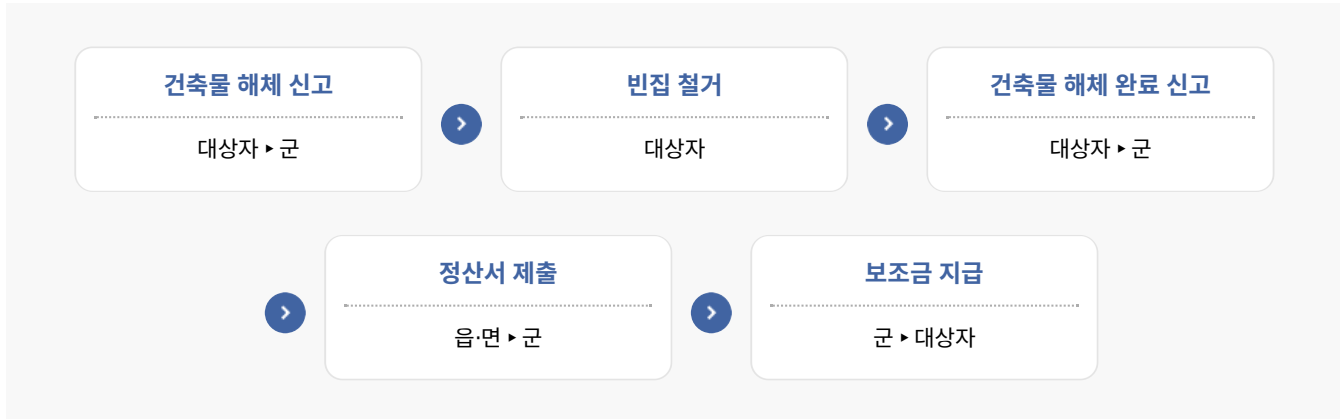 건축물 해체 신고
대상자 ▸ 군
빈집 철거
대상자
건축물 해체 완료 신고
대상자 ▸ 군
정산서 제출
읍·면 ▸ 군
보조금 지급
군 ▸ 대상자